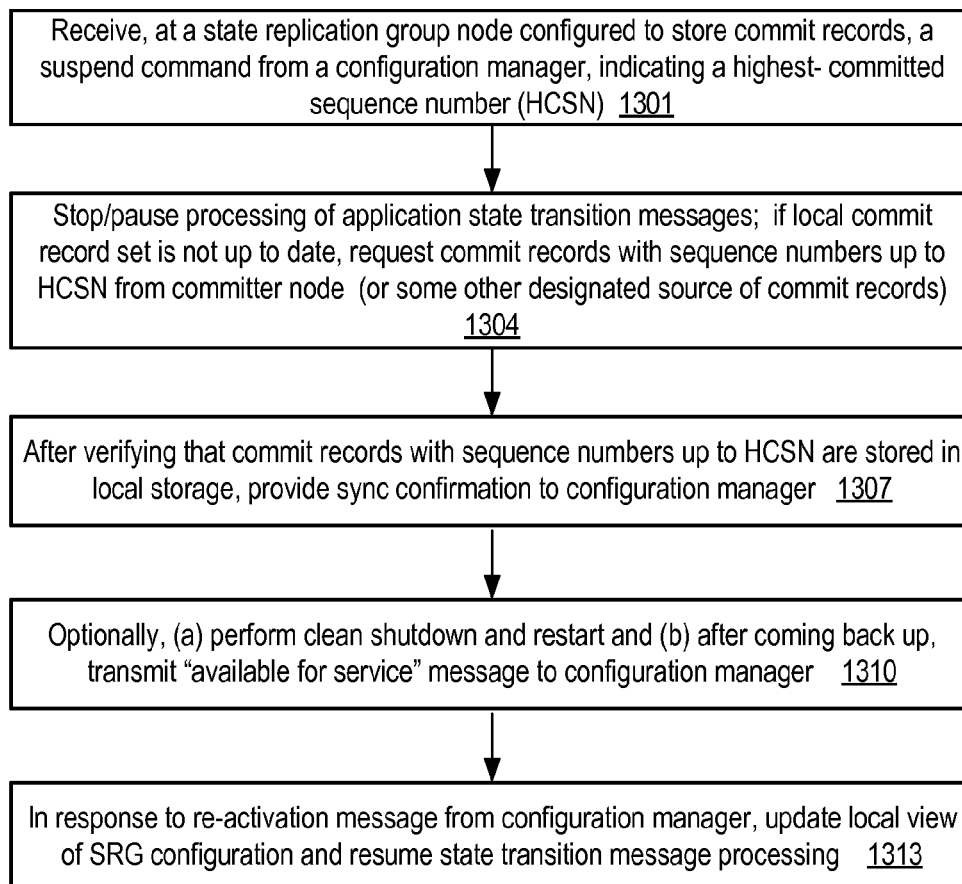 Receive, at a state replication group node configured to store commit records, a
suspend command from a configuration manager, indicating a highest- committed
sequence number (HCSN) 1301
Stop/pause processing of application state transition messages; if local commit
record set is not up to date, request commit records with sequence numbers up to
HCSN from committer node (or some other designated source of commit records)
1304
After verifying that commit records with sequence numbers up to HCSN are stored in
local storage, provide sync confirmation to configuration manager 1307
Optionally, (a) perform clean shutdown and restart and (b) after coming back up,
transmit “available for service” message to configuration manager 1310
In response to re-activation message from configuration manager, update local view
of SRG configuration and resume state transition message processing 1313